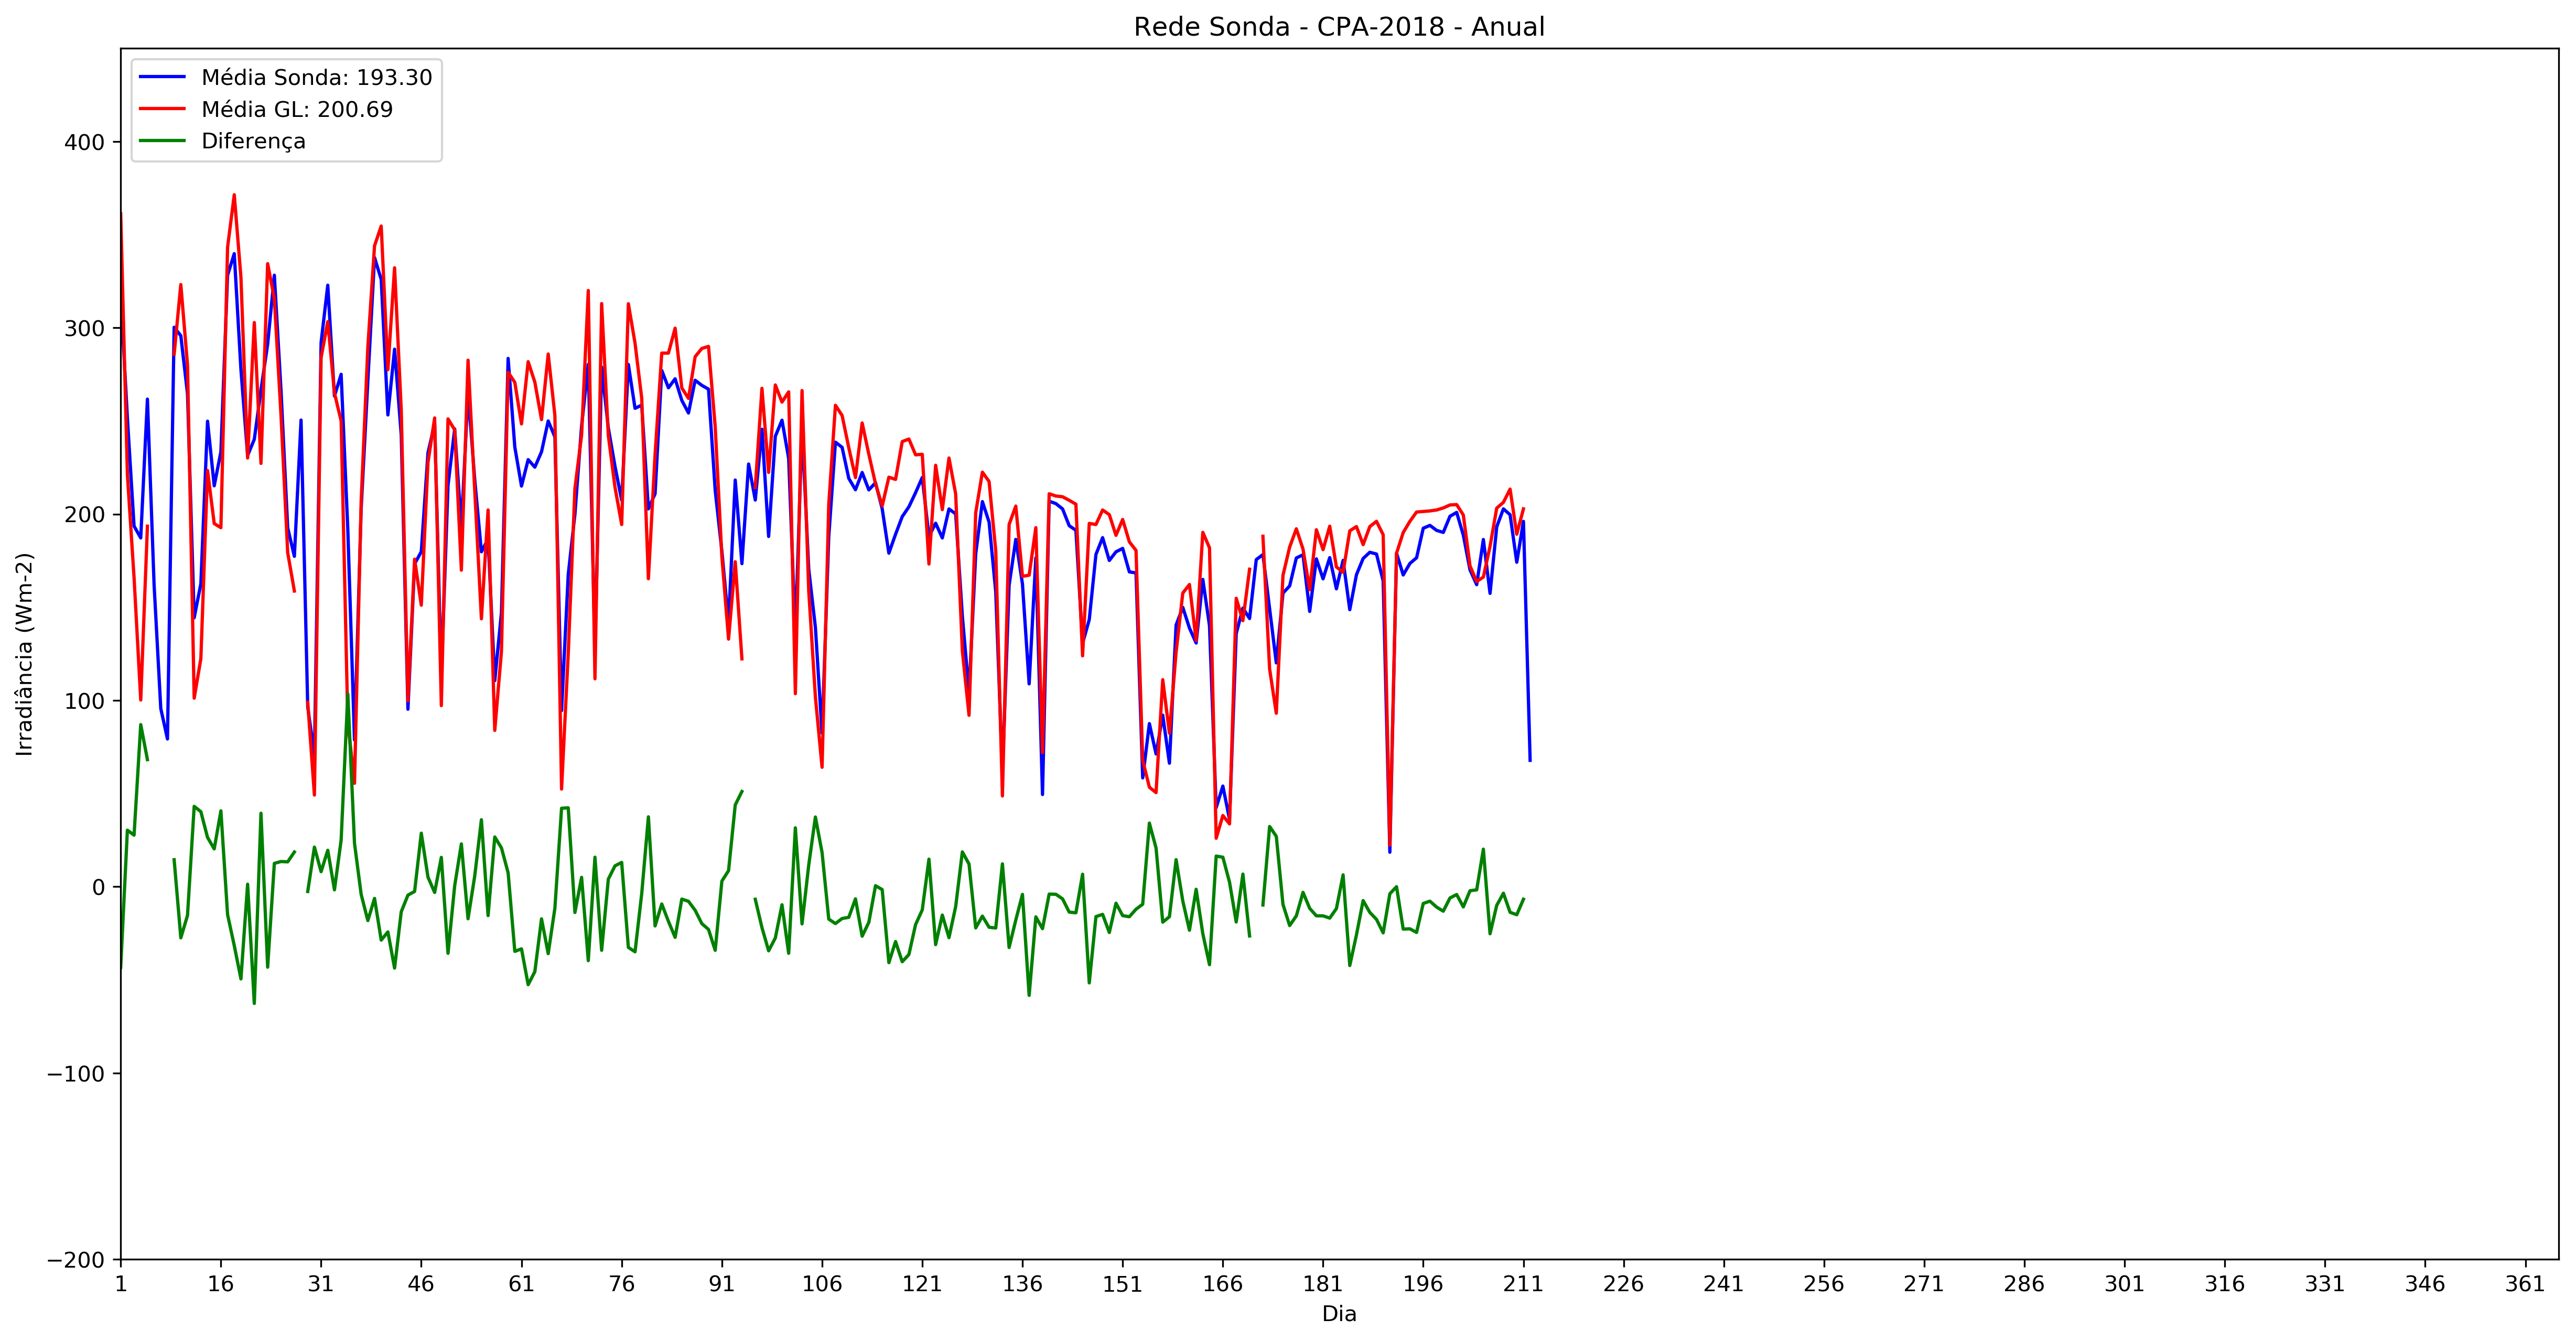 Rede Sonda - CPA-2018 - Anual
Média Sonda: 193.30
Média GL: 200.69
Diferença
400
300
200
100
0
−100
−200
Irradiância (Wm-2)
1 16 31 46 61 76 91 106 121 136 151 166 181 196 211 226 241 256 271 286 301 316 331 346 361
Dia